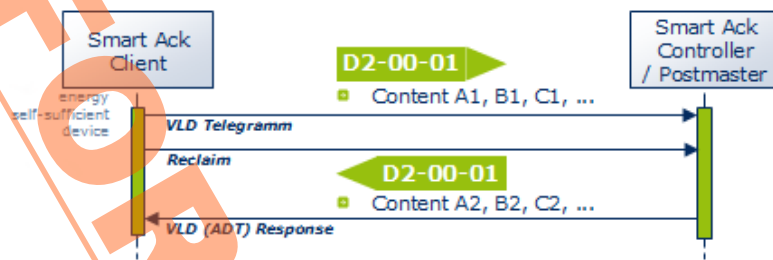 Smart Ack
Client
Smart Ack
Controller
/ Postmaster
D2-00-01
Content A1, B1, C1, ...
energy
self-sufficient
device
VLD Telegramm
Reclaim
D2-00-01
Content A2, B2, C2, ...
VLD (ADT) Response